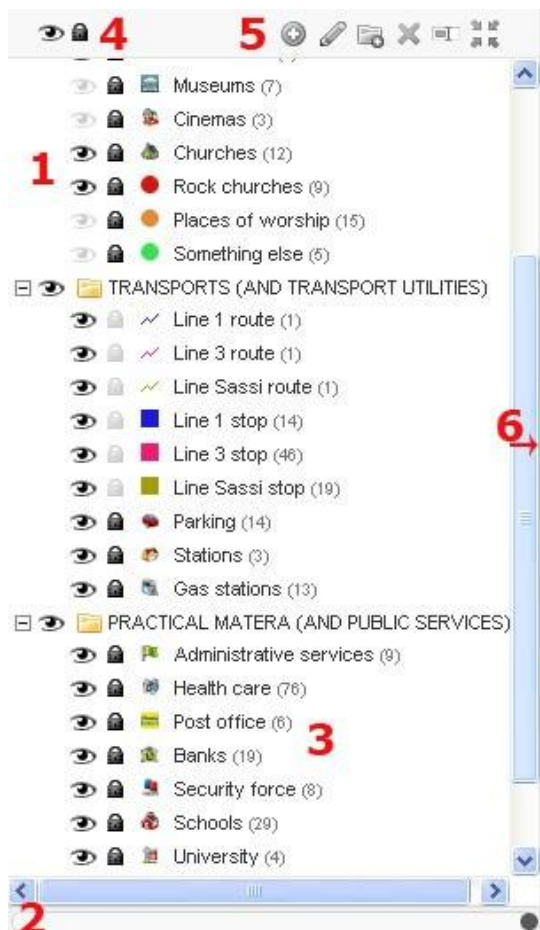 4 5
Museums (7)
Cinemas (3)
Churches (12)
1
Rock churches (9)
Places of worship (15)
Something else (5)
TRANSPORTS (AND TRANSPORT UTILITIES)
Line 1 route (1)
Line 3 route (1)
Line Sassi route (1)
Line 1 stop (14)
6
Line 3 stop (46)
Line Sassi stop (19)
Parking (14)
Stations (3)
Gas stations (13)
PRACTICAL MATERA (AND PUBLIC SERVICES)
Administrative services (9)
Health care (76)
Post office (6)
3
Banks (19)
Security force (8)
Schools (29)
University (4)
2